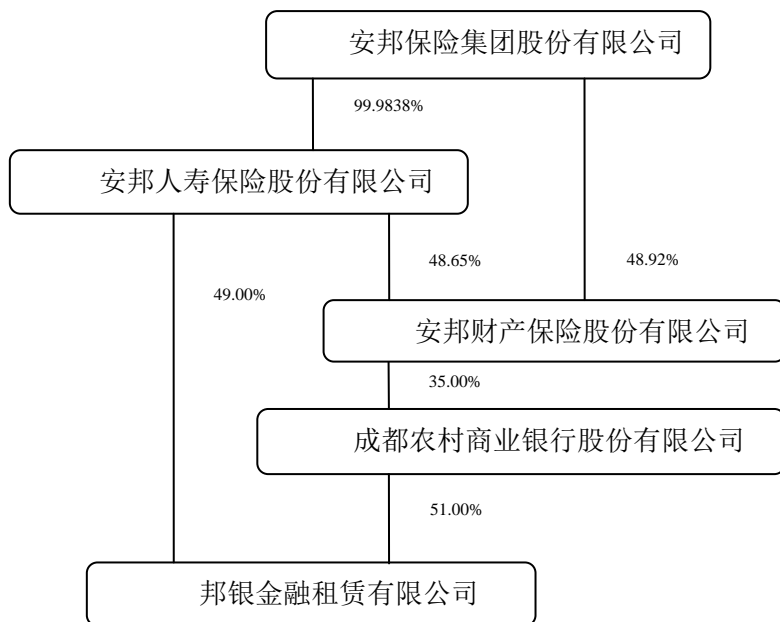 安邦保险集团股份有限公司
99.9838%
安邦人寿保险股份有限公司
48.65%
48.92%
49.00%
安邦财产保险股份有限公司
35.00%
成都农村商业银行股份有限公司
51.00%
邦银金融租赁有限公司